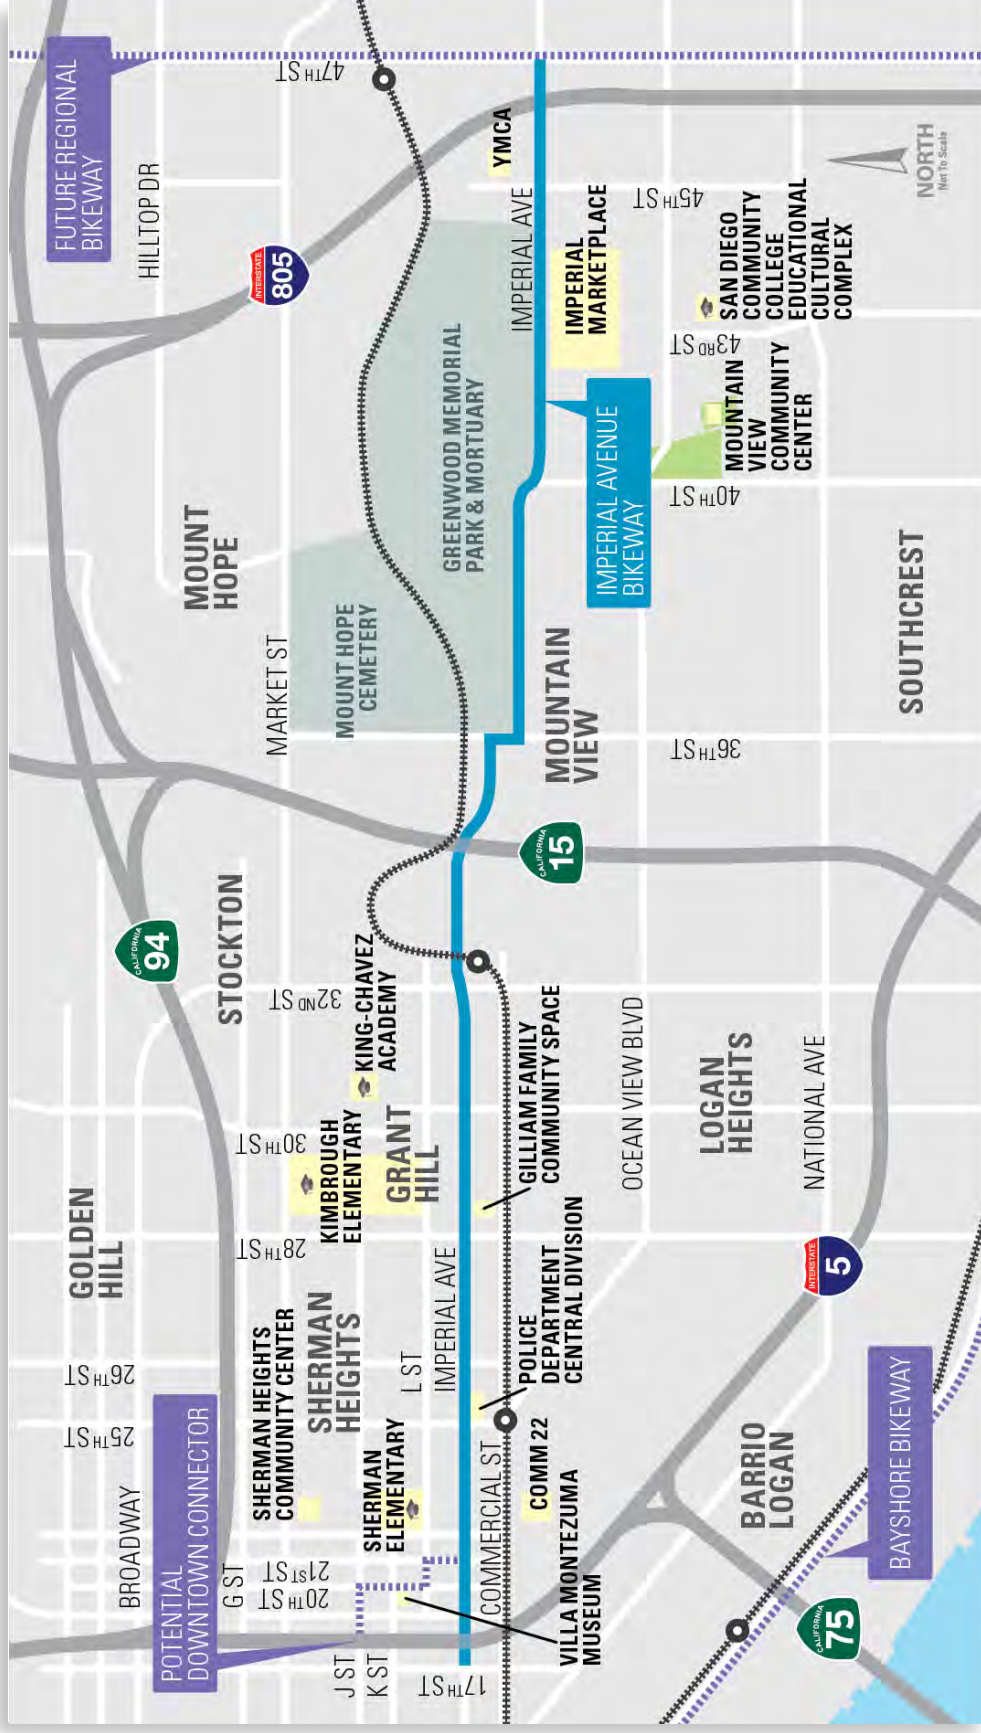 FUTURE REGIONAL
BIKEWAY
47TH ST
HILLTOP DR
INTERSTATE
805
YMCA
IMPERIAL AVE
IMPERIAL
MARKETPLACE
45TH ST
NORTH
Not To Scale
SAN DIEGO
COMMUNITY
COLLEGE
EDUCATIONAL
CULTURAL
COMPLEX
43RD ST
MOUNTAIN
VIEW
COMMUNITY
CENTER
40TH ST
IMPERIAL AVENUE
BIKEWAY
GREENWOOD MEMORIAL
PARK & MORTUARY
MOUNT
HOPE
MOUNT HOPE
CEMETERY
MARKET ST
MOUNTAIN
VIEW
SOUTHCREST
36TH ST
CALIFORNIA
15
CALIFORNIA
94
STOCKTON
32ND ST
KING-CHAVEZ
ACADEMY
30TH ST
KIMBROUGH
ELEMENTARY
GRANT
HILL
GILLIAM FAMILY
COMMUNITY SPACE
OCEAN VIEW BLVD
LOGAN
HEIGHTS
NATIONAL AVE
GOLDEN
HILL
28TH ST
26TH ST
25TH ST
SHERMAN HEIGHTS
COMMUNITY CENTER
SHERMAN
HEIGHTS
L ST
IMPERIAL AVE
POLICE
DEPARTMENT
CENTRAL DIVISION
INTERSTATE
5
SHERMAN
ELEMENTARY
COMMERCIAL ST
COMM 22
BARRIO
LOGAN
BAYSHORE BIKEWAY
BROADWAY
POTENTIAL
DOWNTOWN CONNECTOR
G ST
21ST ST
20TH ST
VILLA MONTEZUMA
MUSEUM
J ST
K ST
17TH ST
CALIFORNIA
75